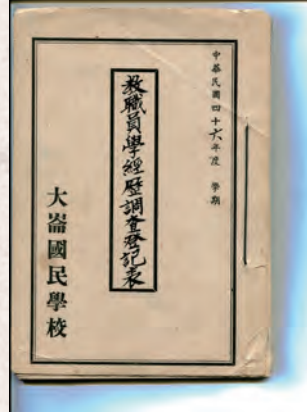 中華民國四十六年度　學期
教職員學經歷調查登記表
大崙國民學校